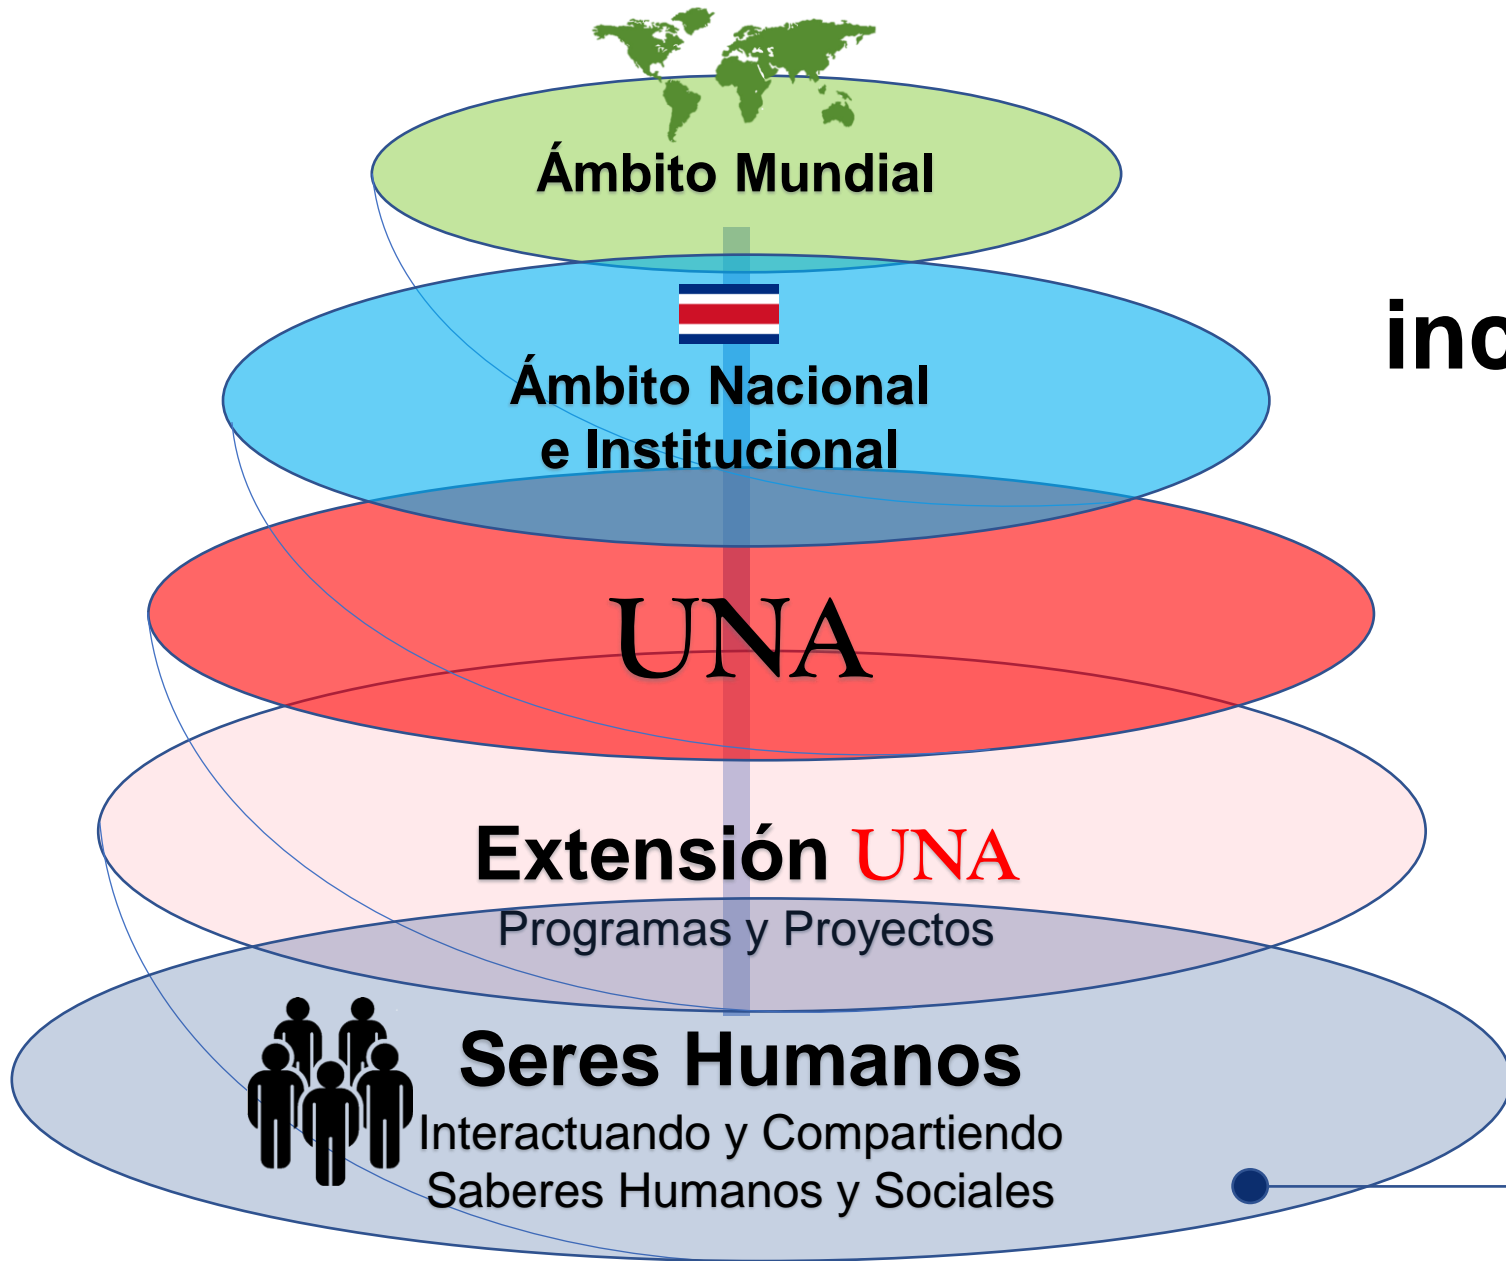 Ámbito Mundial
Ámbito Nacional
e Institucional
UNA
Extensión UNA
Programas y Proyectos
Seres Humanos
Interactuando y Compartiendo
Saberes Humanos y Sociales